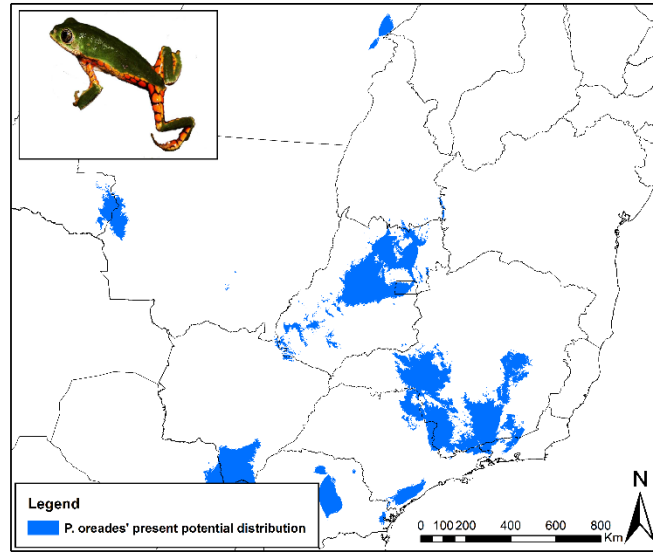 N
Legend
P. oreades' present potential distribution
0 100 200 400 600 800
Km